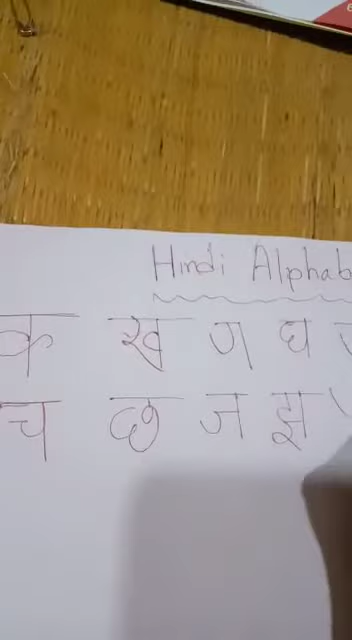 Hindi Alphab
क ख ग घ
च छ ज झ